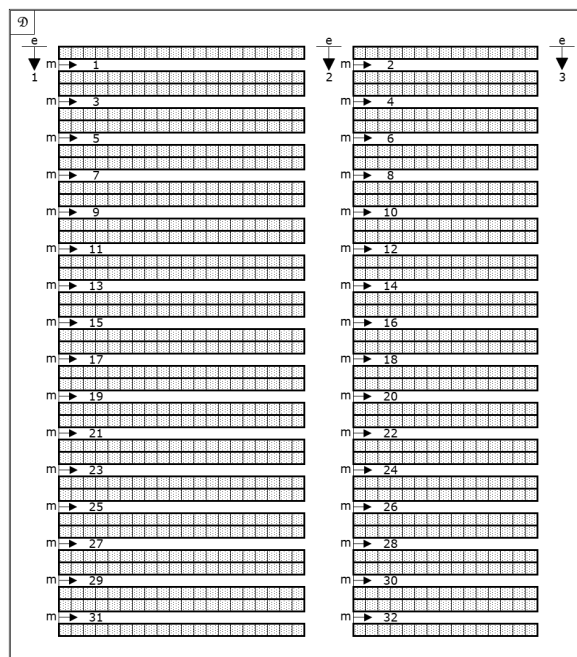 𝒟
e e e
1 2 3
m 1 m 2
m 3 m 4
m 5 m 6
m 7 m 8
m 9 m 10
m 11 m 12
m 13 m 14
m 15 m 16
m 17 m 18
m 19 m 20
m 21 m 22
m 23 m 24
m 25 m 26
m 27 m 28
m 29 m 30
m 31 m 32